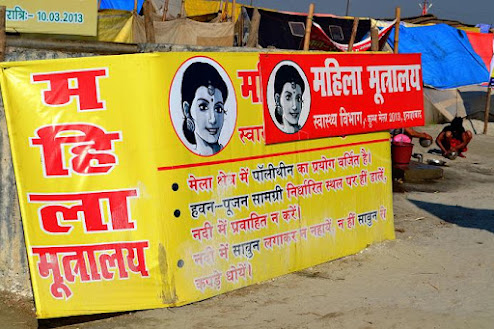 रात्रि:- 10.03.2013
म
हि
ला
मूत्रालय
महिला मूत्रालय
स्वास्थ्य विभाग, कुम्भ मेला 2013, इलाहाबाद
मेला क्षेत्र में पॉलीथीन का प्रयोग वर्जित है।
हवन-पूजन सामग्री निर्धारित स्थल पर ही डालें,
नदी में प्रवाहित न करें।
नदी में साबुन लगाकर न नहायें न हीं साबुन से
कपड़े धोयें।